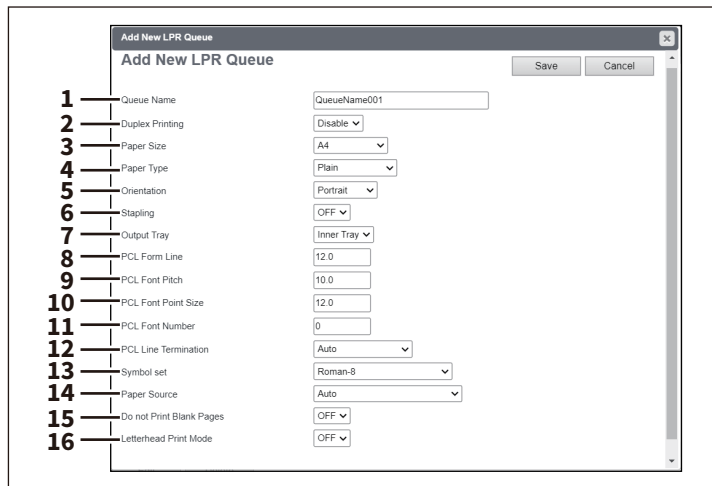 Add New LPR Queue
Add New LPR Queue
Save Cancel
1 Queue Name QueueName001
2 Duplex Printing Disable
3 Paper Size A4
4 Paper Type Plain
5 Orientation Portrait
6 Stapling OFF
7 Output Tray Inner Tray
8 PCL Form Line 12.0
9 PCL Font Pitch 10.0
10 PCL Font Point Size 12.0
11 PCL Font Number 0
12 PCL Line Termination Auto
13 Symbol set Roman-8
14 Paper Source Auto
15 Do not Print Blank Pages OFF
16 Letterhead Print Mode OFF